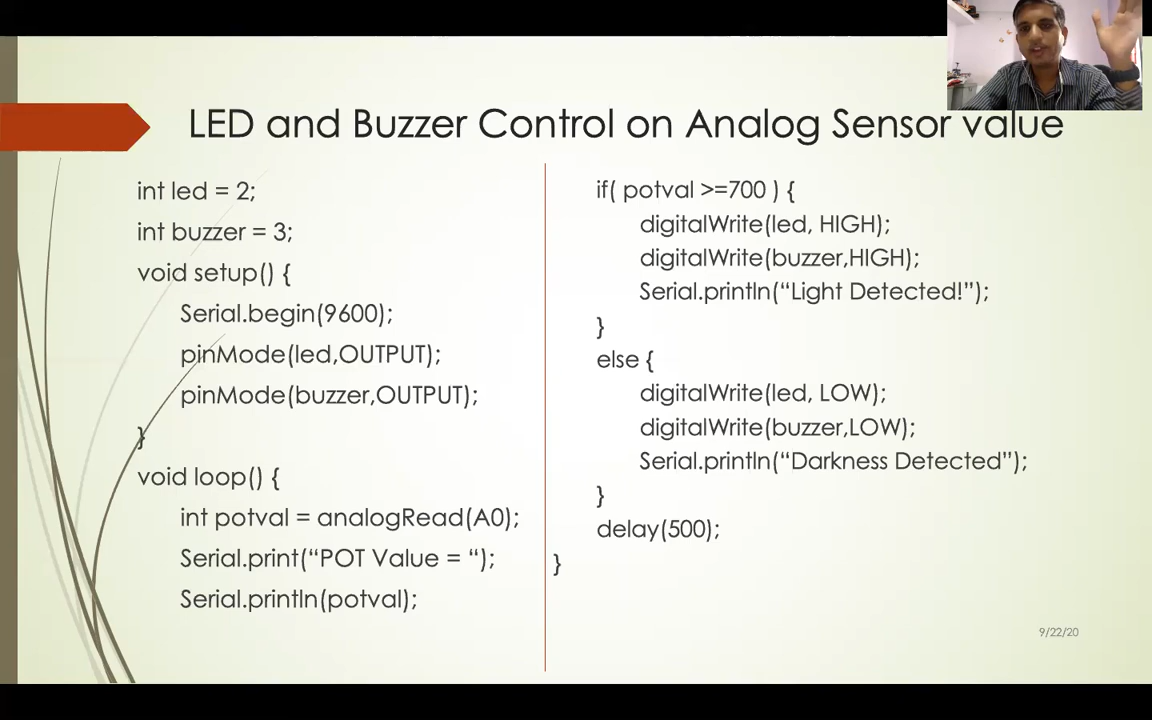 LED and Buzzer Control on Analog Sensor value
int led = 2;
int buzzer = 3;
void setup() {
Serial.begin(9600);
pinMode(led,OUTPUT);
pinMode(buzzer,OUTPUT);
}
void loop() {
int potval = analogRead(A0);
Serial.print(“POT Value = “);
Serial.println(potval);
if( potval >=700 ) {
digitalWrite(led, HIGH);
digitalWrite(buzzer,HIGH);
Serial.println(“Light Detected!”);
}
else {
digitalWrite(led, LOW);
digitalWrite(buzzer,LOW);
Serial.println(“Darkness Detected”);
}
delay(500);
}
9/22/20